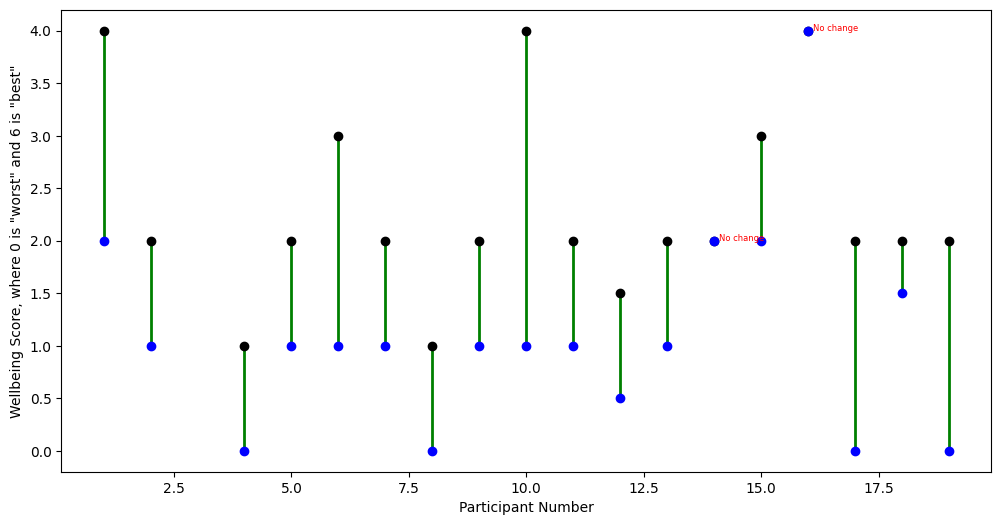 4.0
3.5
3.0
2.5
2.0
1.5
1.0
0.5
0.0
Wellbeing Score, where 0 is "worst" and 6 is "best"
No change
No change
2.5 5.0 7.5 10.0 12.5 15.0 17.5
Participant Number